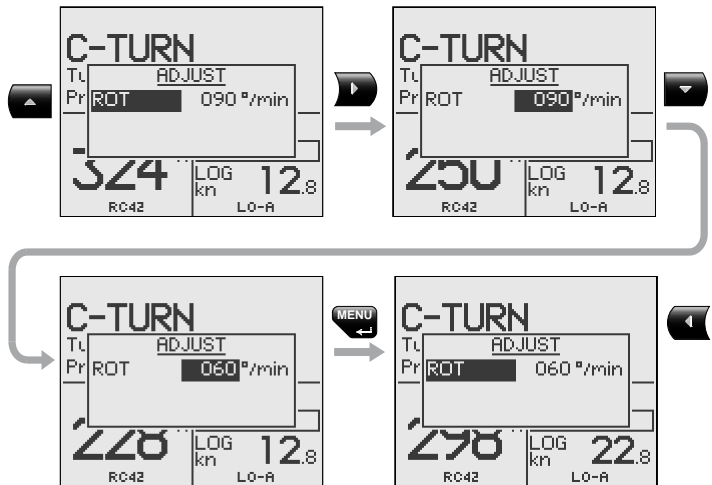 C-TURN
Tu
ADJUST
Pr
ROT 090 °/min
324
LOG
kn
12.8
RC42
LO-A
C-TURN
Tu
ADJUST
Pr
ROT 090 °/min
250
LOG
kn
12.8
RC42
LO-A
C-TURN
Tu
ADJUST
Pr
ROT 060 °/min
228
LOG
kn
12.8
RC42
LO-A
MENU
C-TURN
Tu
ADJUST
Pr
ROT 060 °/min
298
LOG
kn
22.8
RC42
LO-A